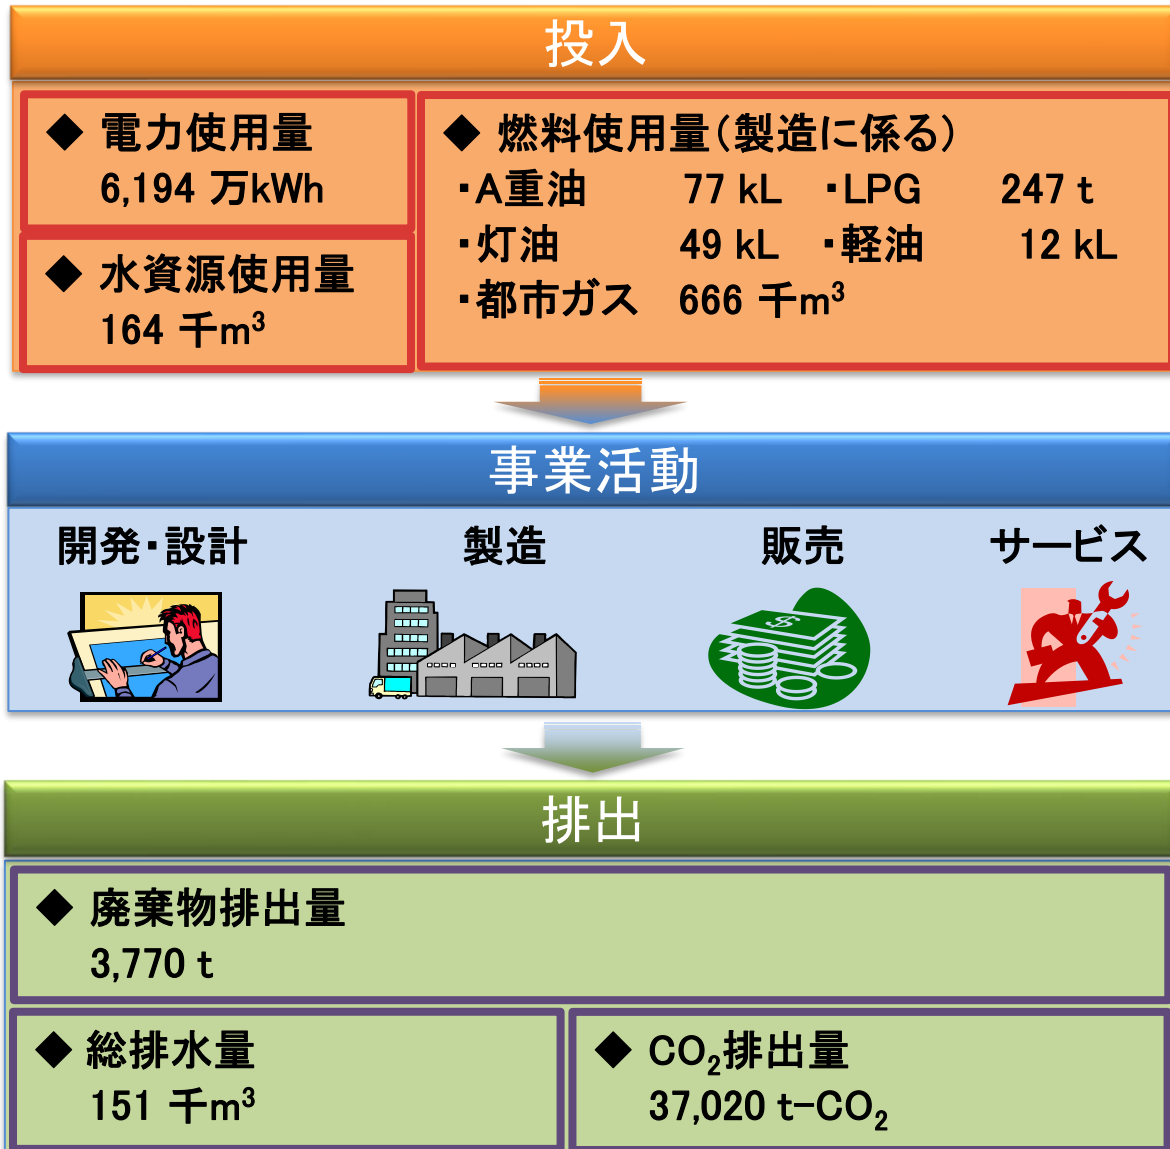 投入
◆ 電力使用量
6,194 万kWh
◆ 水資源使用量
164 千m³
◆ 燃料使用量(製造に係る)
・A重油 77 kL ・LPG 247 t
・灯油 49 kL ・軽油 12 kL
・都市ガス 666 千m³
事業活動
開発・設計 製造 販売 サービス
$
排出
◆ 廃棄物排出量
3,770 t
◆ 総排水量
151 千m³
◆ CO₂排出量
37,020 t-CO₂